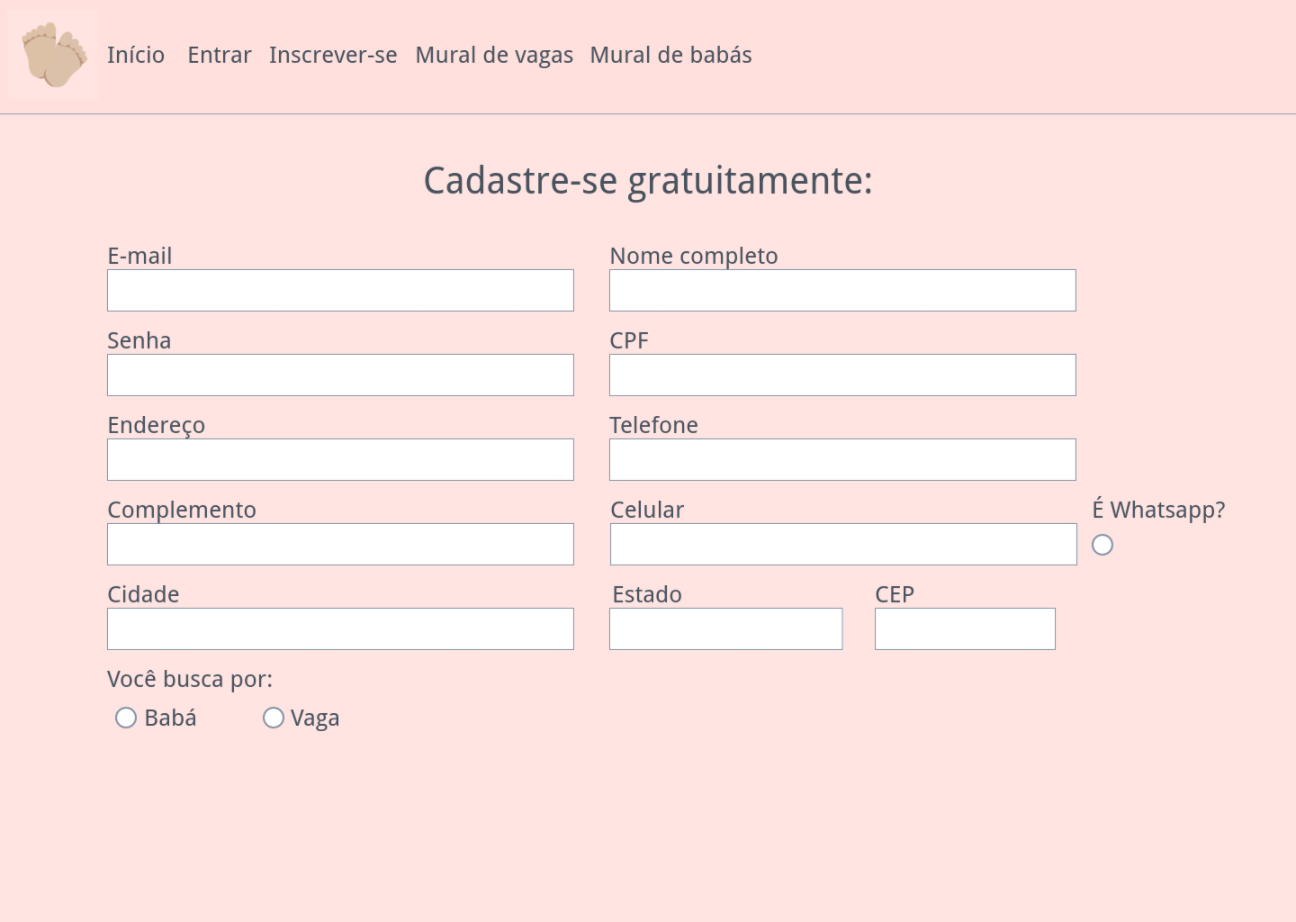 Início Entrar Inscrever-se Mural de vagas Mural de babás
Cadastre-se gratuitamente:
E-mail Nome completo
Senha CPF
Endereço Telefone
Complemento Celular É Whatsapp?
Cidade Estado CEP
Você busca por:
Babá Vaga